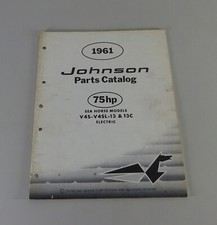 1961
Johnson
Parts Catalog
75hp
SEA HORSE MODELS
V4S-V4SL-13 & 13C
ELECTRIC